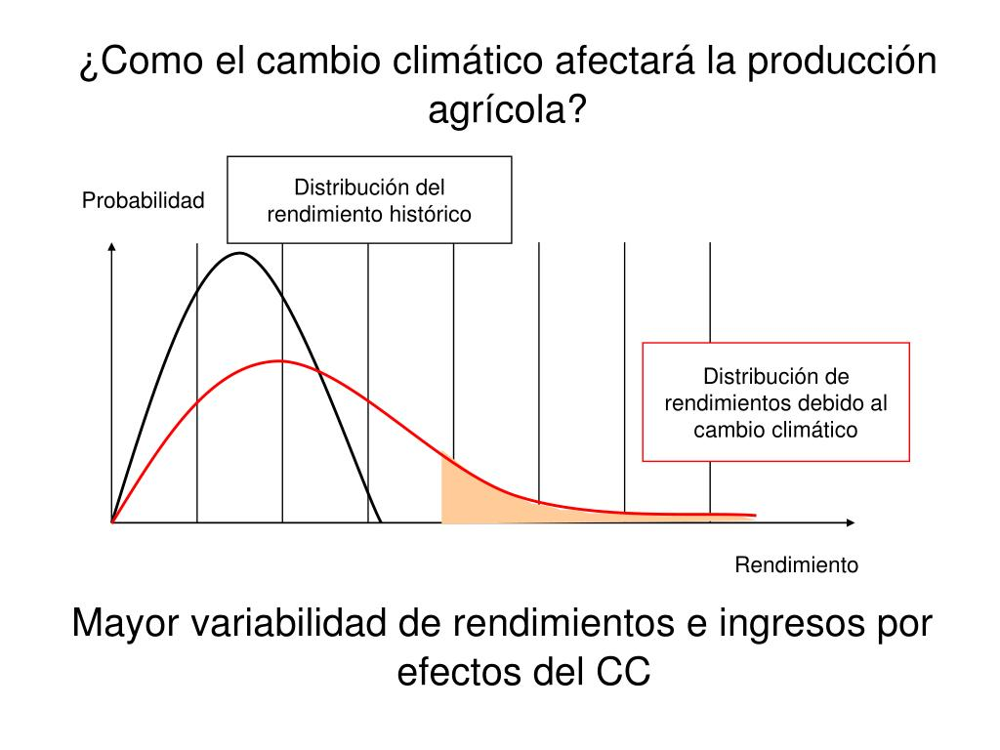 ¿Como el cambio climático afectará la producción
agrícola?
Probabilidad
Distribución del
rendimiento histórico
Distribución de
rendimientos debido al
cambio climático
Rendimiento
Mayor variabilidad de rendimientos e ingresos por
efectos del CC